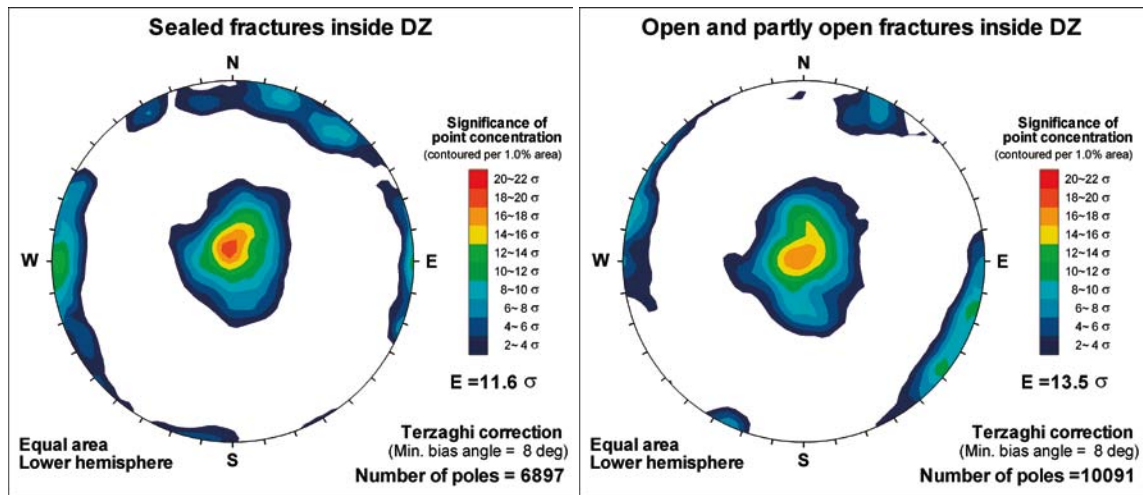 Sealed fractures inside DZ
N
W
E
S
Significance of
point concentration
(contoured per 1.0% area)
20~22 σ
18~20 σ
16~18 σ
14~16 σ
12~14 σ
10~12 σ
8~10 σ
6~8 σ
4~6 σ
2~4 σ
E =11.6 σ
Equal area
Lower hemisphere
Terzaghi correction
(Min. bias angle = 8 deg)
Number of poles = 6897
Open and partly open fractures inside DZ
N
W
E
S
Significance of
point concentration
(contoured per 1.0% area)
20~22 σ
18~20 σ
16~18 σ
14~16 σ
12~14 σ
10~12 σ
8~10 σ
6~8 σ
4~6 σ
2~4 σ
E =13.5 σ
Equal area
Lower hemisphere
Terzaghi correction
(Min. bias angle = 8 deg)
Number of poles =10091